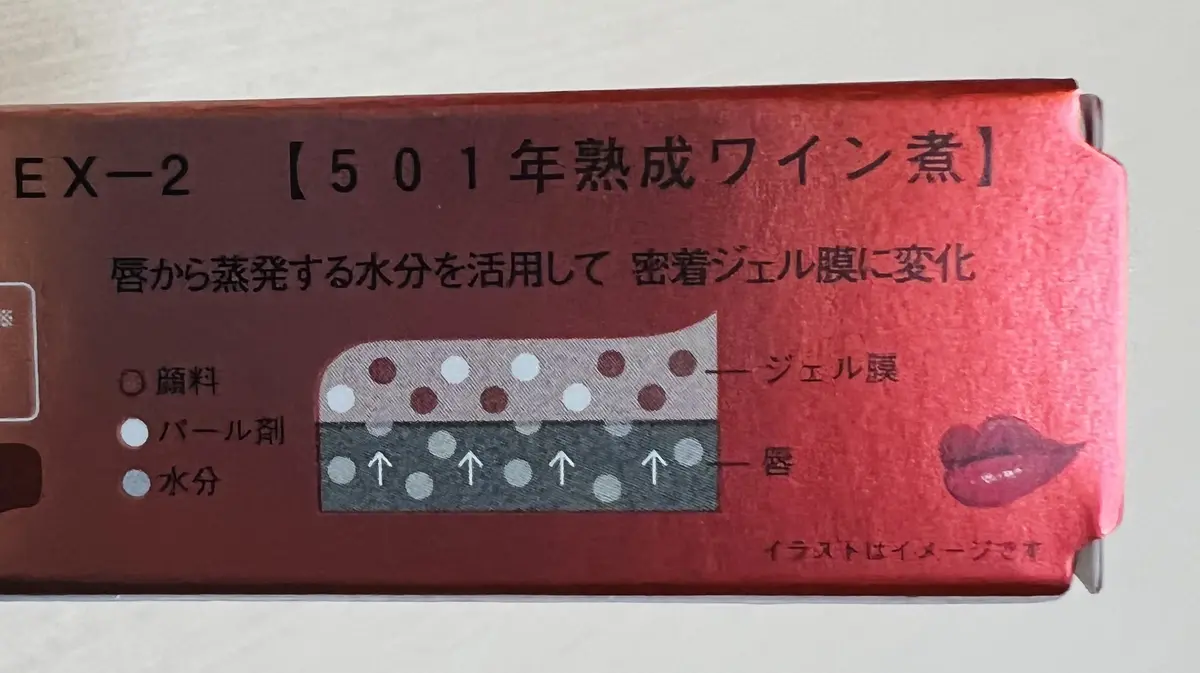 EX-2 【501年熟成ワイン煮】
唇から蒸発する水分を活用して 密着ジェル膜に変化
顔料
パール剤
水分
ジェル膜
唇
イラストはイメージです